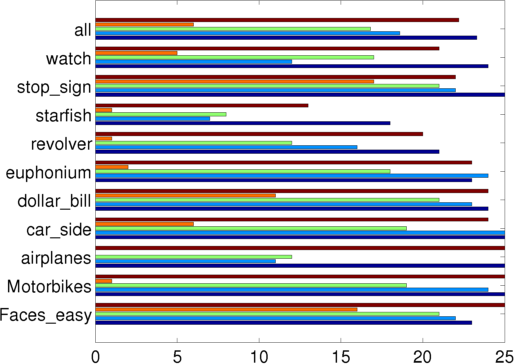 all
watch
stop_sign
starfish
revolver
euphonium
dollar_bill
car_side
airplanes
Motorbikes
Faces_easy
0 5 10 15 20 25